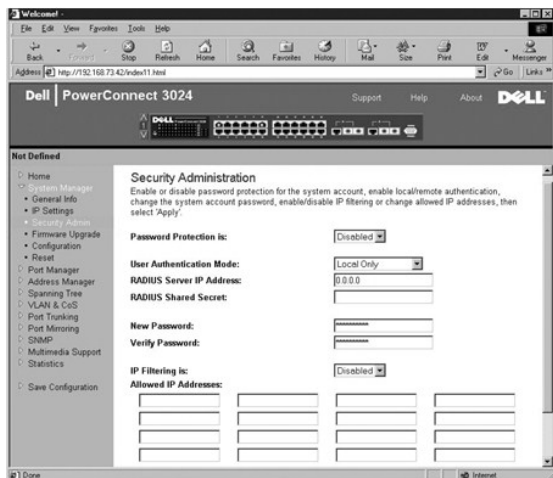 Welcome! -
File Edit View Favorites Tools Help
Back Forward Stop Refresh Home Search Favorites History Mail Size Print Edit Messenger
Address http://192.168.73.42/index11.html Go Links »
Dell | PowerConnect 3024
Support Help About DELL
DELL
Not Defined
Home
System Manager
• General Info
• IP Settings
• Security Admin
• Firmware Upgrade
• Configuration
• Reset
Port Manager
Address Manager
Spanning Tree
VLAN & CoS
Port Trunking
Port Mirroring
SNMP
Multimedia Support
Statistics
Save Configuration
Security Administration
Enable or disable password protection for the system account, enable local/remote authentication,
change the system account password, enable/disable IP filtering or change allowed IP addresses, then
select 'Apply'.
Password Protection is: Disabled
User Authentication Mode: Local Only
RADIUS Server IP Address: 0.0.0.0
RADIUS Shared Secret:
New Password: **********
Verify Password: **********
IP Filtering is: Disabled
Allowed IP Addresses:
Done Internet